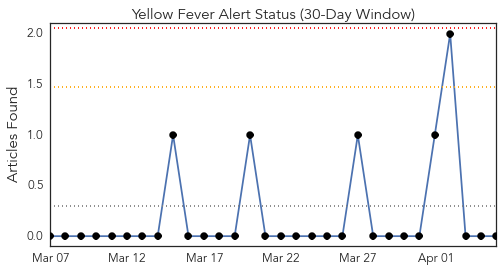 Yellow Fever Alert Status (30-Day Window)
Articles Found
2.0
1.5
1.0
0.5
0.0
Mar 07 Mar 12 Mar 17 Mar 22 Mar 27 Apr 01